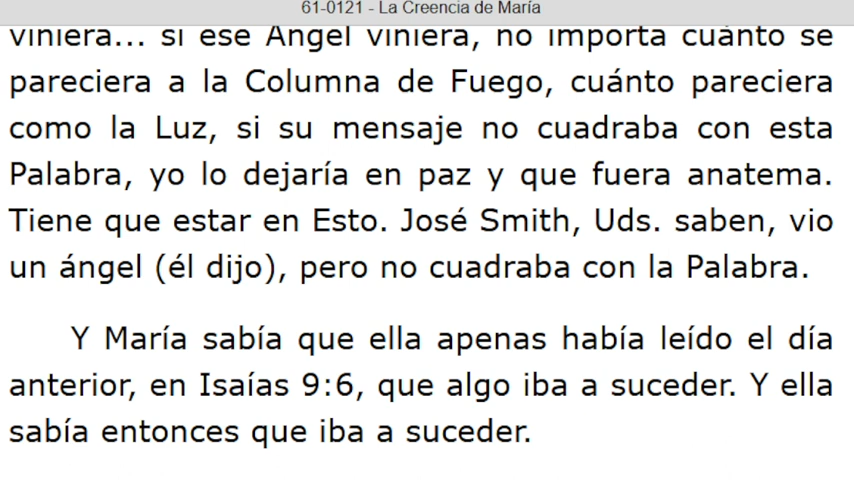 61-0121 - La Creencia de María
viniera... si ese Ángel viniera, no importa cuánto se
pareciera a la Columna de Fuego, cuánto pareciera
como la Luz, si su mensaje no cuadraba con esta
Palabra, yo lo dejaría en paz y que fuera anatema.
Tiene que estar en Esto. José Smith, Uds. saben, vio
un ángel (él dijo), pero no cuadraba con la Palabra.
Y María sabía que ella apenas había leído el día
anterior, en Isaías 9:6, que algo iba a suceder. Y ella
sabía entonces que iba a suceder.